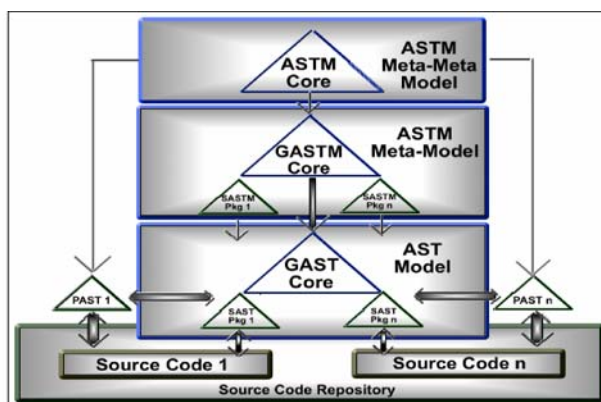 ASTM
Core
ASTM
Meta-Meta
Model
GASTM
Core
ASTM
Meta-Model
SASTM
Pkg 1
SASTM
Pkg n
GAST
Core
AST
Model
PAST 1
SAST
Pkg 1
SAST
Pkg n
PAST n
Source Code 1
Source Code n
Source Code Repository